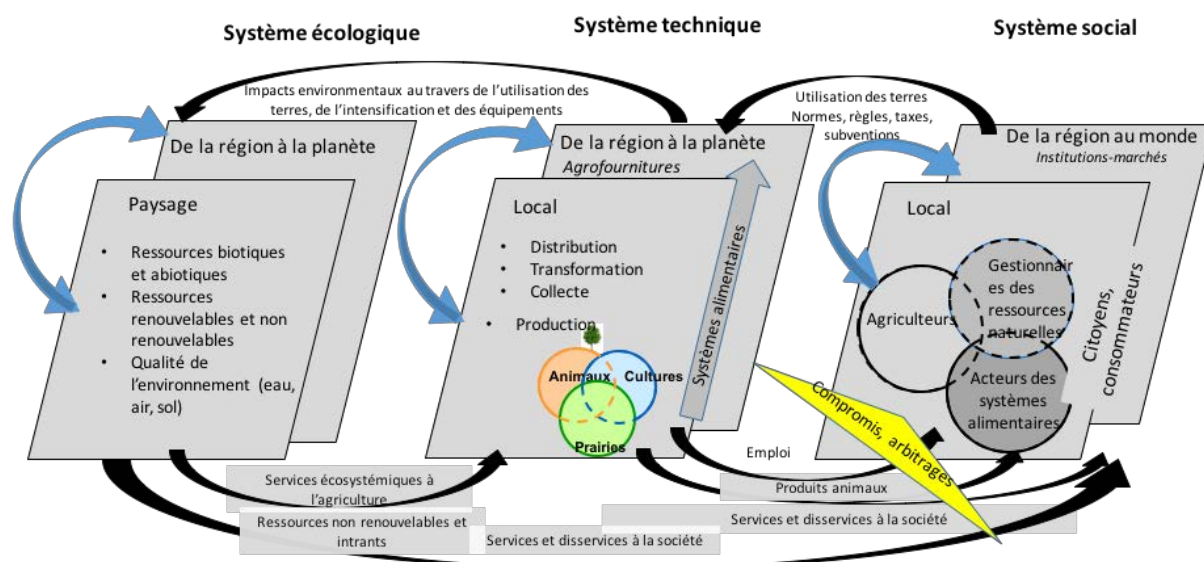 Système écologique
Système technique
Système social
Impacts environmentaux au travers de l'utilisation des
terres, de l'intensification et des équipements
Utilisation des terres
Normes, règles, taxes,
subventions
De la région à la planète
Paysage
• Ressources biotiques
et abiotiques
• Ressources
renouvelables et non
renouvelables
• Qualité de
l'environnement (eau,
air, sol)
De la région à la planète
Agrofournitures
Local
• Distribution
• Transformation
• Collecte
• Production
Animaux
Cultures
Prairies
Systèmes alimentaires
De la région au monde
Institutions-marchés
Local
Agriculteurs
Gestionnair
es des
ressources
naturelles
Acteurs des
systèmes
alimentaires
Citoyens,
consommateurs
Compromis, arbitrages
Emploi
Services écosystémiques à
l'agriculture
Produits animaux
Ressources non renouvelables et
intrants
Services et disservices à la société
Services et disservices à la société